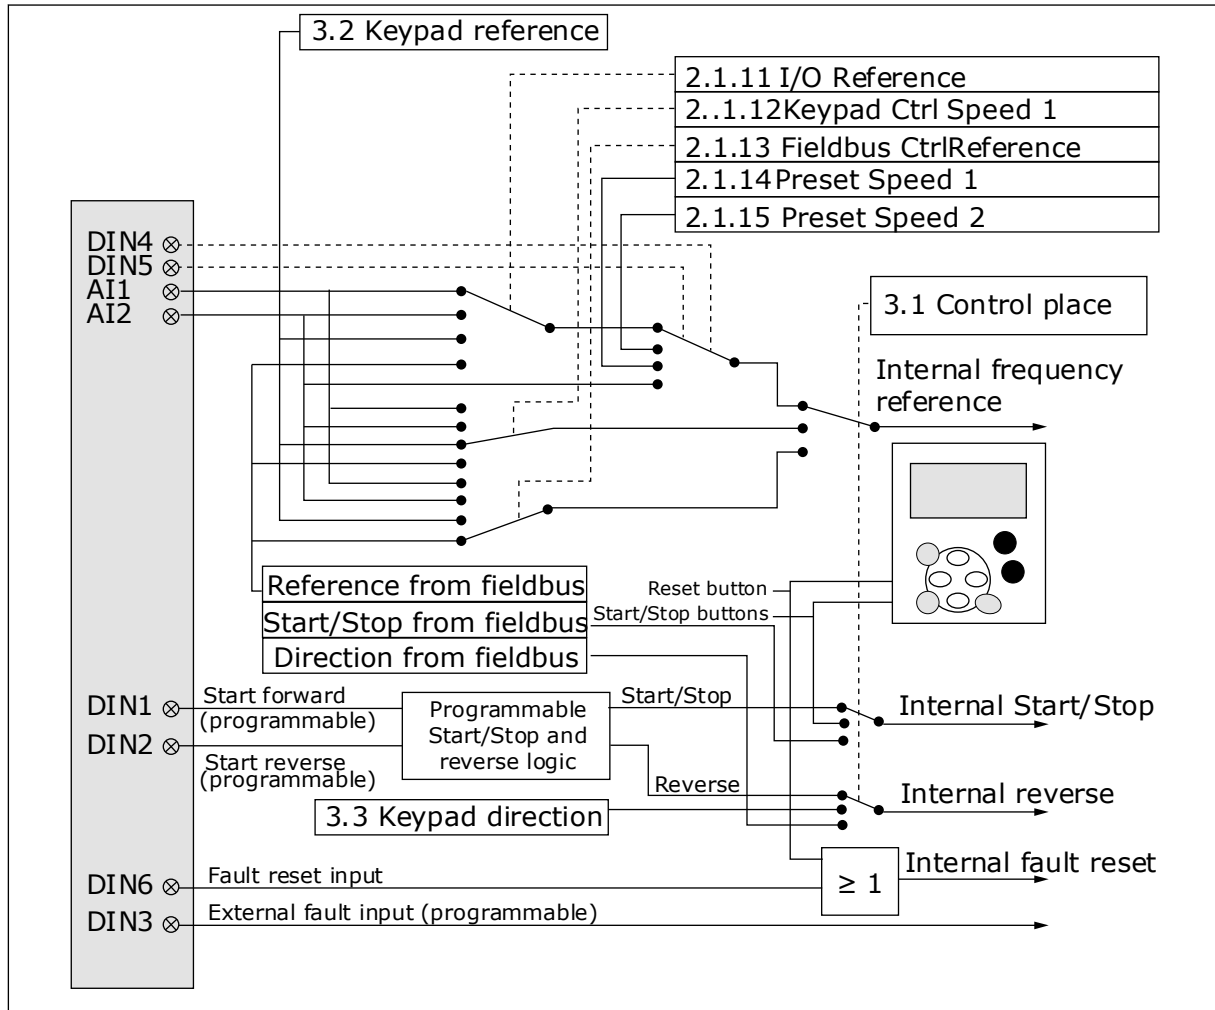 3.2 Keypad reference
2.1.11 I/O Reference
2..1.12Keypad Ctrl Speed 1
2.1.13 Fieldbus CtrlReference
2.1.14Preset Speed 1
2.1.15 Preset Speed 2
DIN4
DIN5
AI1
AI2
3.1 Control place
Internal frequency
reference
Reference from fieldbus
Start/Stop from fieldbus
Direction from fieldbus
Reset button
Start/Stop buttons
DIN1
Start forward
(programmable)
DIN2
Start reverse
(programmable)
Programmable
Start/Stop and
reverse logic
Start/Stop
Internal Start/Stop
Reverse
Internal reverse
3.3 Keypad direction
DIN6
Fault reset input
≥ 1
Internal fault reset
DIN3
External fault input (programmable)